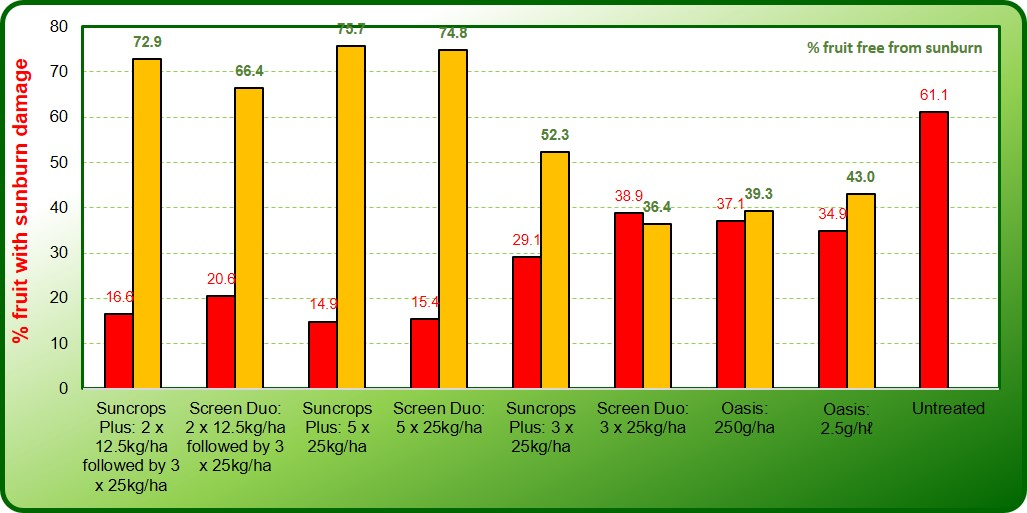 % fruit with sunburn damage
80
70
60
50
40
30
20
10
0
% fruit free from sunburn
16.6
72.9
20.6
66.4
14.9
75.7
15.4
74.8
29.1
52.3
38.9
36.4
37.1
39.3
34.9
43.0
61.1
Suncrops
Plus: 2 x
12.5kg/ha
followed by 3
x 25kg/ha
Screen Duo:
2 x 12.5kg/ha
followed by 3
x 25kg/ha
Suncrops
Plus: 5 x
25kg/ha
Screen Duo:
5 x 25kg/ha
Suncrops
Plus: 3 x
25kg/ha
Screen Duo:
3 x 25kg/ha
Oasis:
250g/ha
Oasis:
2.5g/hℓ
Untreated